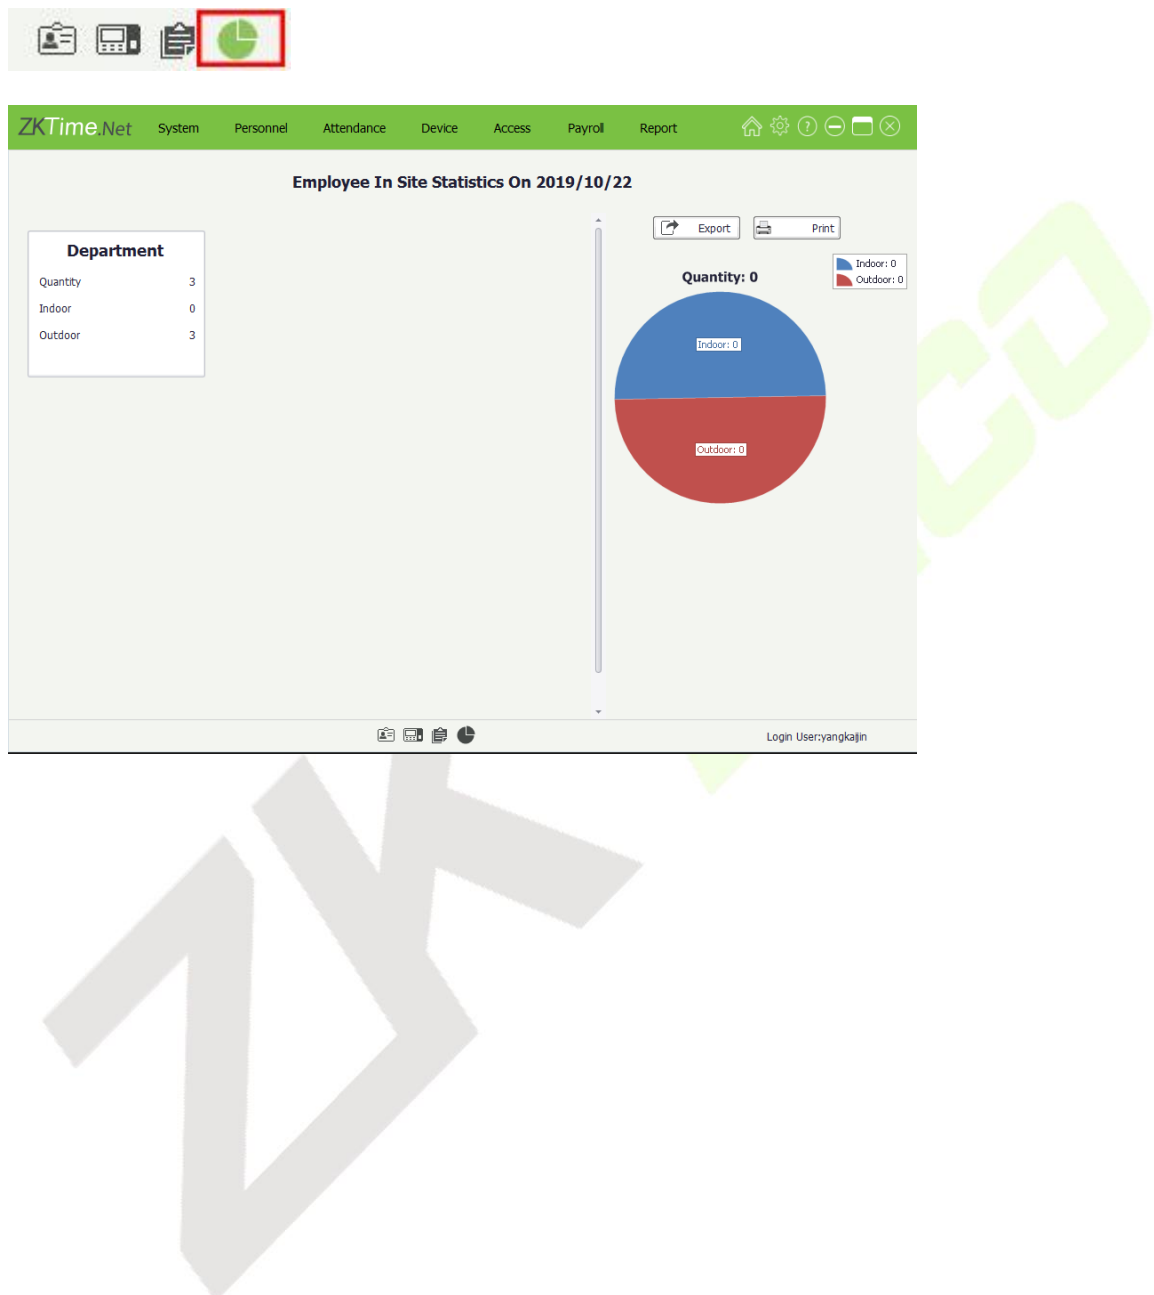 ZKTime.Net System Personnel Attendance Device Access Payroll Report
Employee In Site Statistics On 2019/10/22
Department
Quantity 3
Indoor 0
Outdoor 3
Export Print
Indoor: 0
Outdoor: 0
Quantity: 0
Indoor: 0
Outdoor: 0
Login User:yangkaijin
ZKTECO